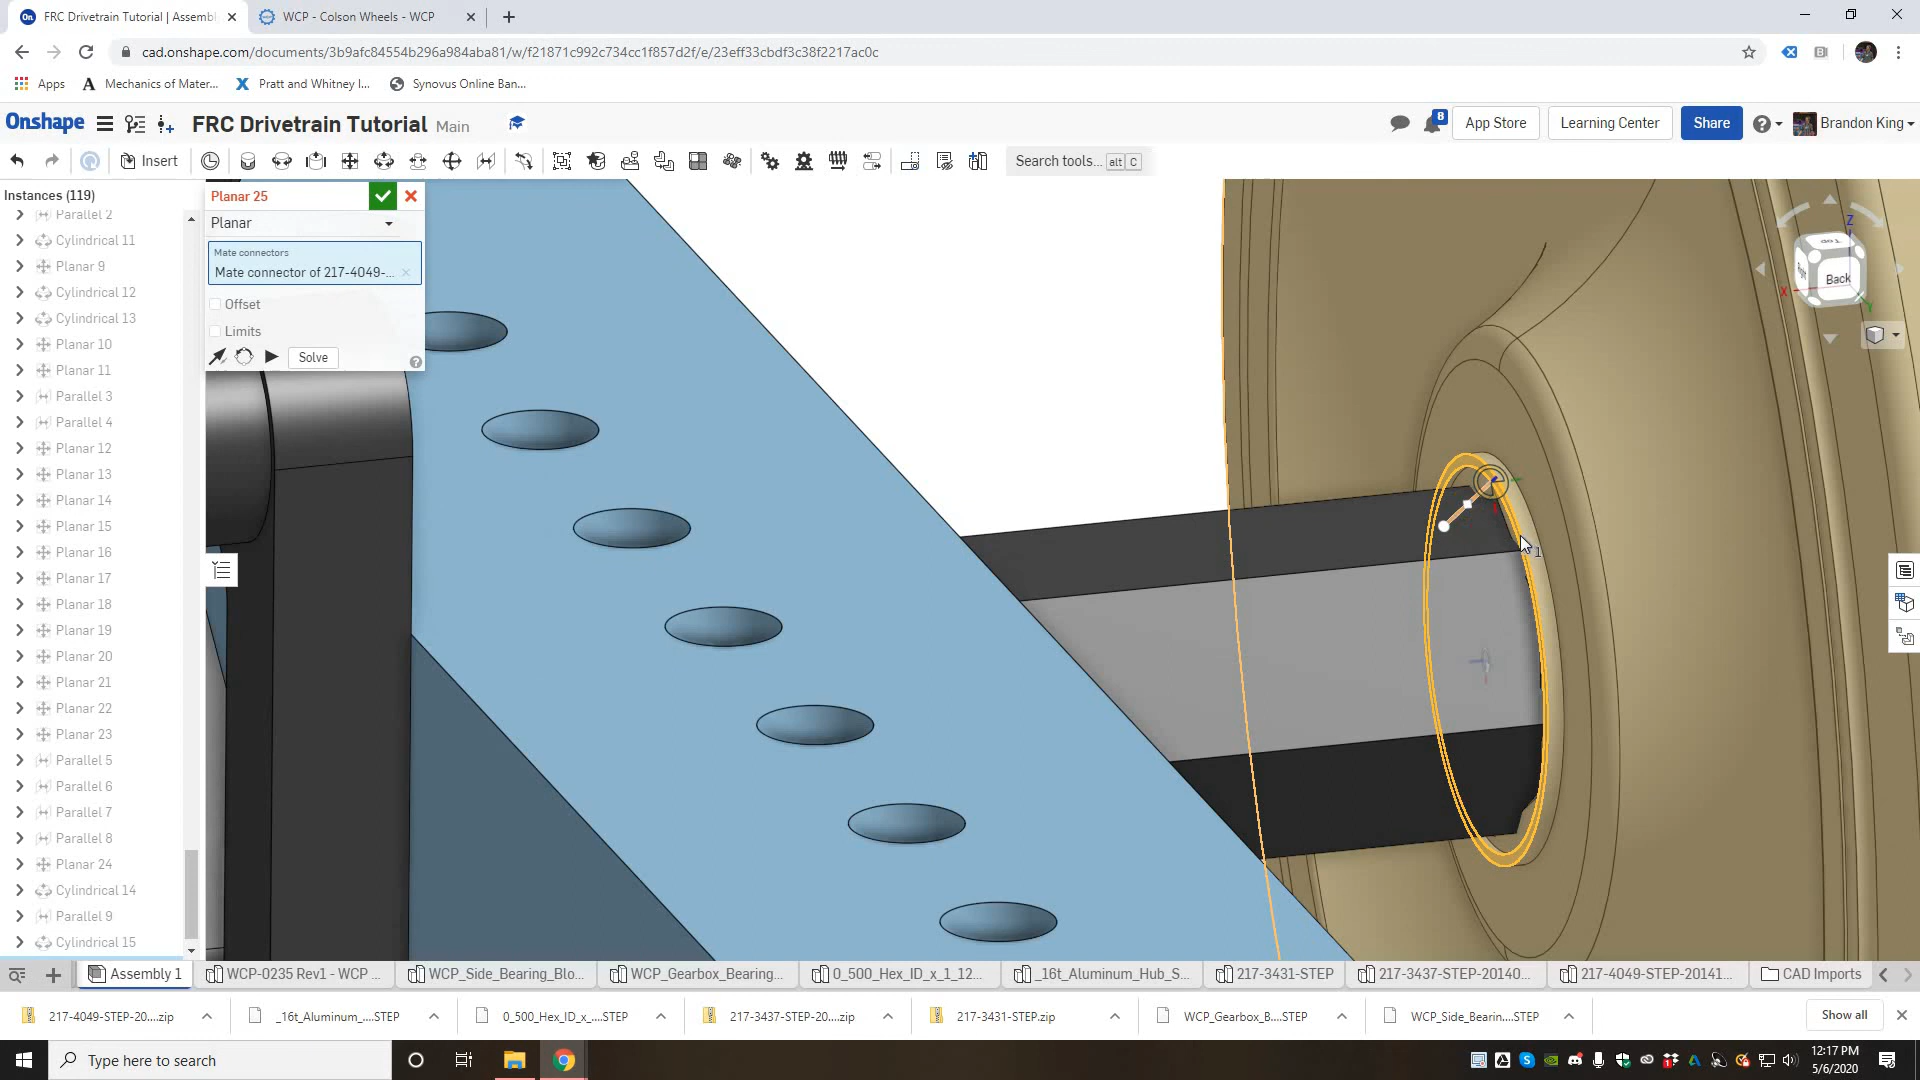 FRC Drivetrain Tutorial | Assembl
WCP - Colson Wheels - WCP
cad.onshape.com/documents/3b9afc84554b296a984aba81/w/f21871c992c734cc1f857d2f/e/23eff33cbdf3c38f2217ac0c
Apps
Mechanics of Mater...
Pratt and Whitney I...
Synovus Online Ban...
Onshape
FRC Drivetrain Tutorial Main
8
App Store
Learning Center
Share
Brandon King
Insert
Search tools... alt C
Instances (119)
Parallel 2
Cylindrical 11
Planar 9
Cylindrical 12
Cylindrical 13
Planar 10
Planar 11
Parallel 3
Parallel 4
Planar 12
Planar 13
Planar 14
Planar 15
Planar 16
Planar 17
Planar 18
Planar 19
Planar 20
Planar 21
Planar 22
Planar 23
Parallel 5
Parallel 6
Parallel 7
Parallel 8
Planar 24
Cylindrical 14
Parallel 9
Cylindrical 15
Planar 25
Planar
Mate connectors
Mate connector of 217-4049-...
Offset
Limits
Solve
Z
Top
Right
Back
X
Y
1
Assembly 1
WCP-0235 Rev1 - WCP ...
WCP_Side_Bearing_Blo...
WCP_Gearbox_Bearing...
0_500_Hex_ID_x_1_12...
_16t_Aluminum_Hub_S...
217-3431-STEP
217-3437-STEP-20140...
217-4049-STEP-20141...
CAD Imports
217-4049-STEP-20....zip
_16t_Aluminum_....STEP
0_500_Hex_ID_x_....STEP
217-3437-STEP-20....zip
217-3431-STEP.zip
WCP_Gearbox_B....STEP
WCP_Side_Bearin....STEP
Show all
Type here to search
12:17 PM
5/6/2020